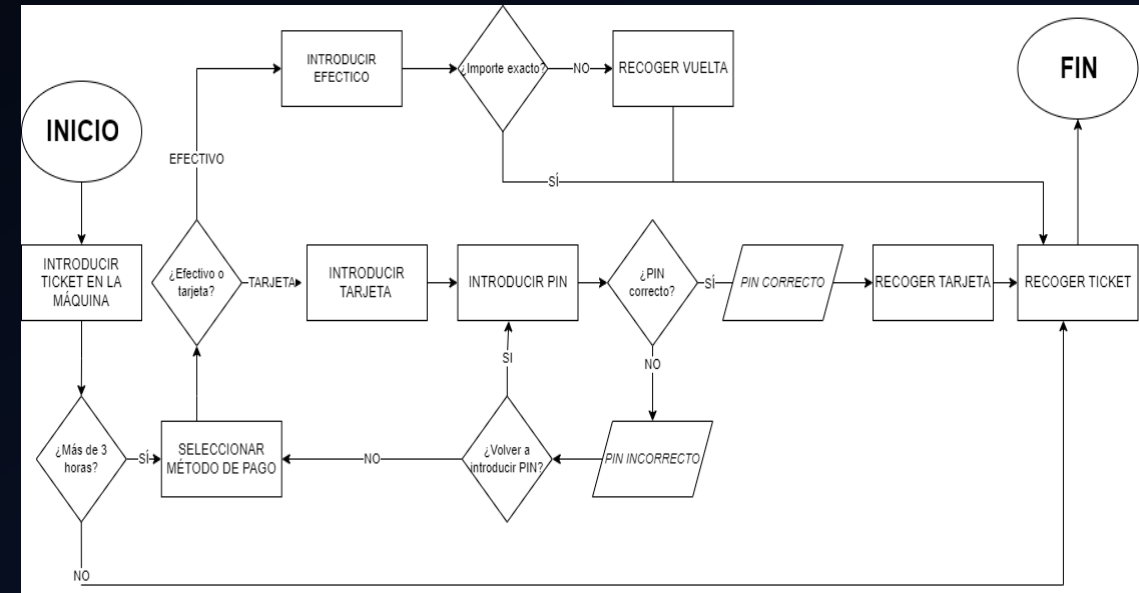 INICIO
INTRODUCIR
TICKET EN LA
MÁQUINA
¿Más de 3
horas?
SÍ
NO
SELECCIONAR
MÉTODO DE PAGO
¿Efectivo o
tarjeta?
EFECTIVO
INTRODUCIR
EFECTICO
¿Importe exacto?
NO
RECOGER VUELTA
SÍ
TARJETA
INTRODUCIR
TARJETA
INTRODUCIR PIN
¿PIN
correcto?
SÍ
PIN CORRECTO
RECOGER TARJETA
RECOGER TICKET
NO
PIN INCORRECTO
¿Volver a
introducir PIN?
SI
NO
FIN